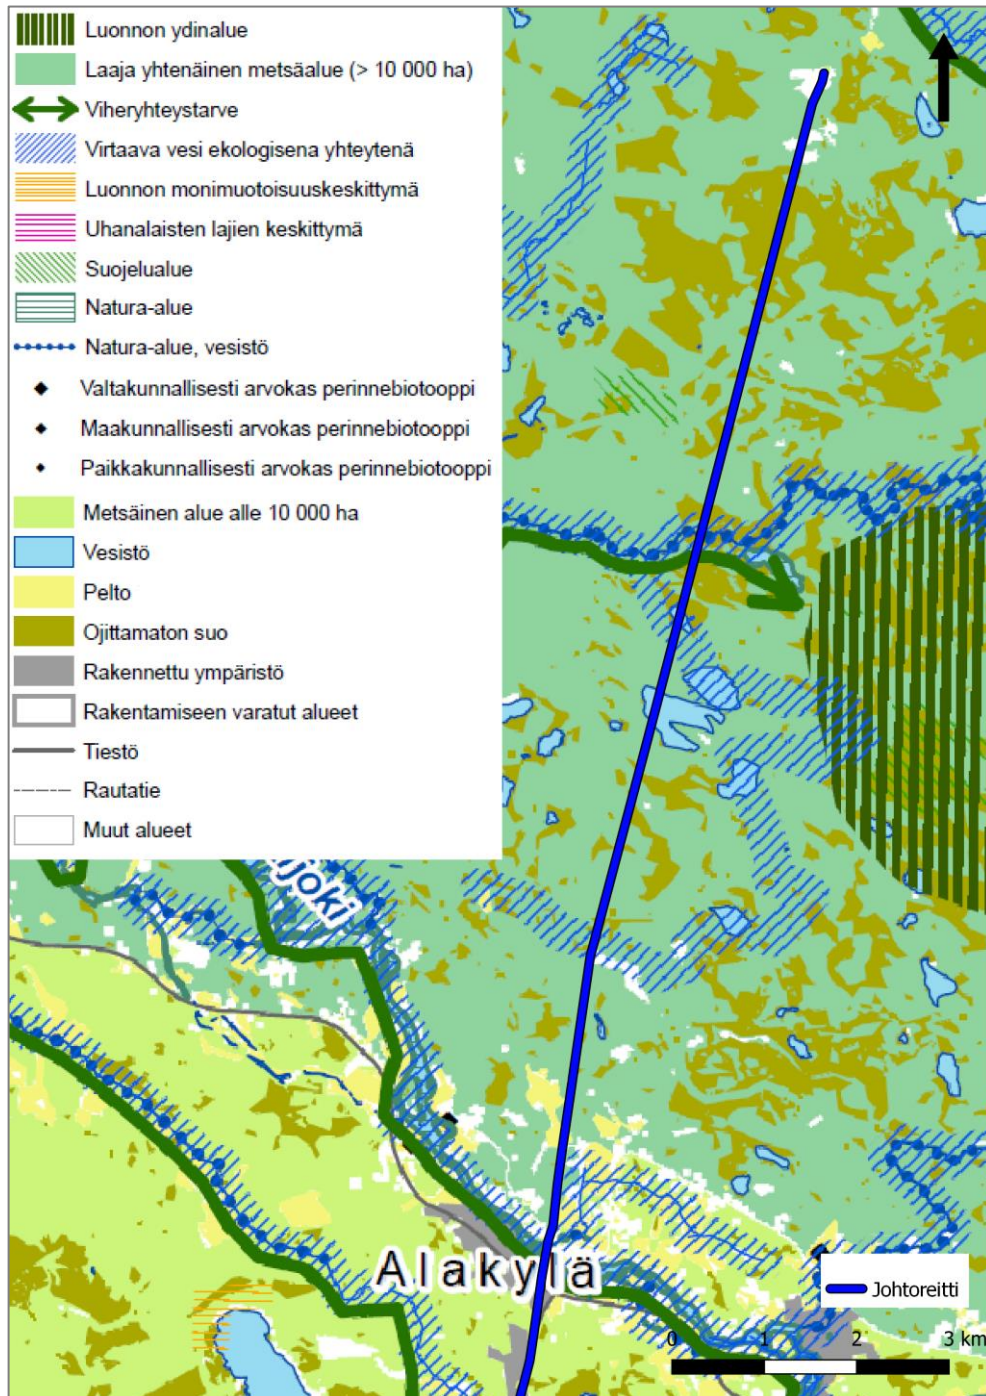 Luonnon ydinalue
Laaja yhtenäinen metsäalue (> 10 000 ha)
Viheryhteystarve
Virtaava vesi ekologisena yhteytenä
Luonnon monimuotoisuuskeskittymä
Uhanalaisten lajien keskittymä
Suojelualue
Natura-alue
Natura-alue, vesistö
Valtakunnallisesti arvokas perinnebiotooppi
Maakunnallisesti arvokas perinnebiotooppi
Paikkakunnallisesti arvokas perinnebiotooppi
Metsäinen alue alle 10 000 ha
Vesistö
Pelto
Ojittamaton suo
Rakennettu ympäristö
Rakentamiseen varatut alueet
Tiestö
Rautatie
Muut alueet
joki
Alakylä
Johtoreitti
0 1 2 3 km